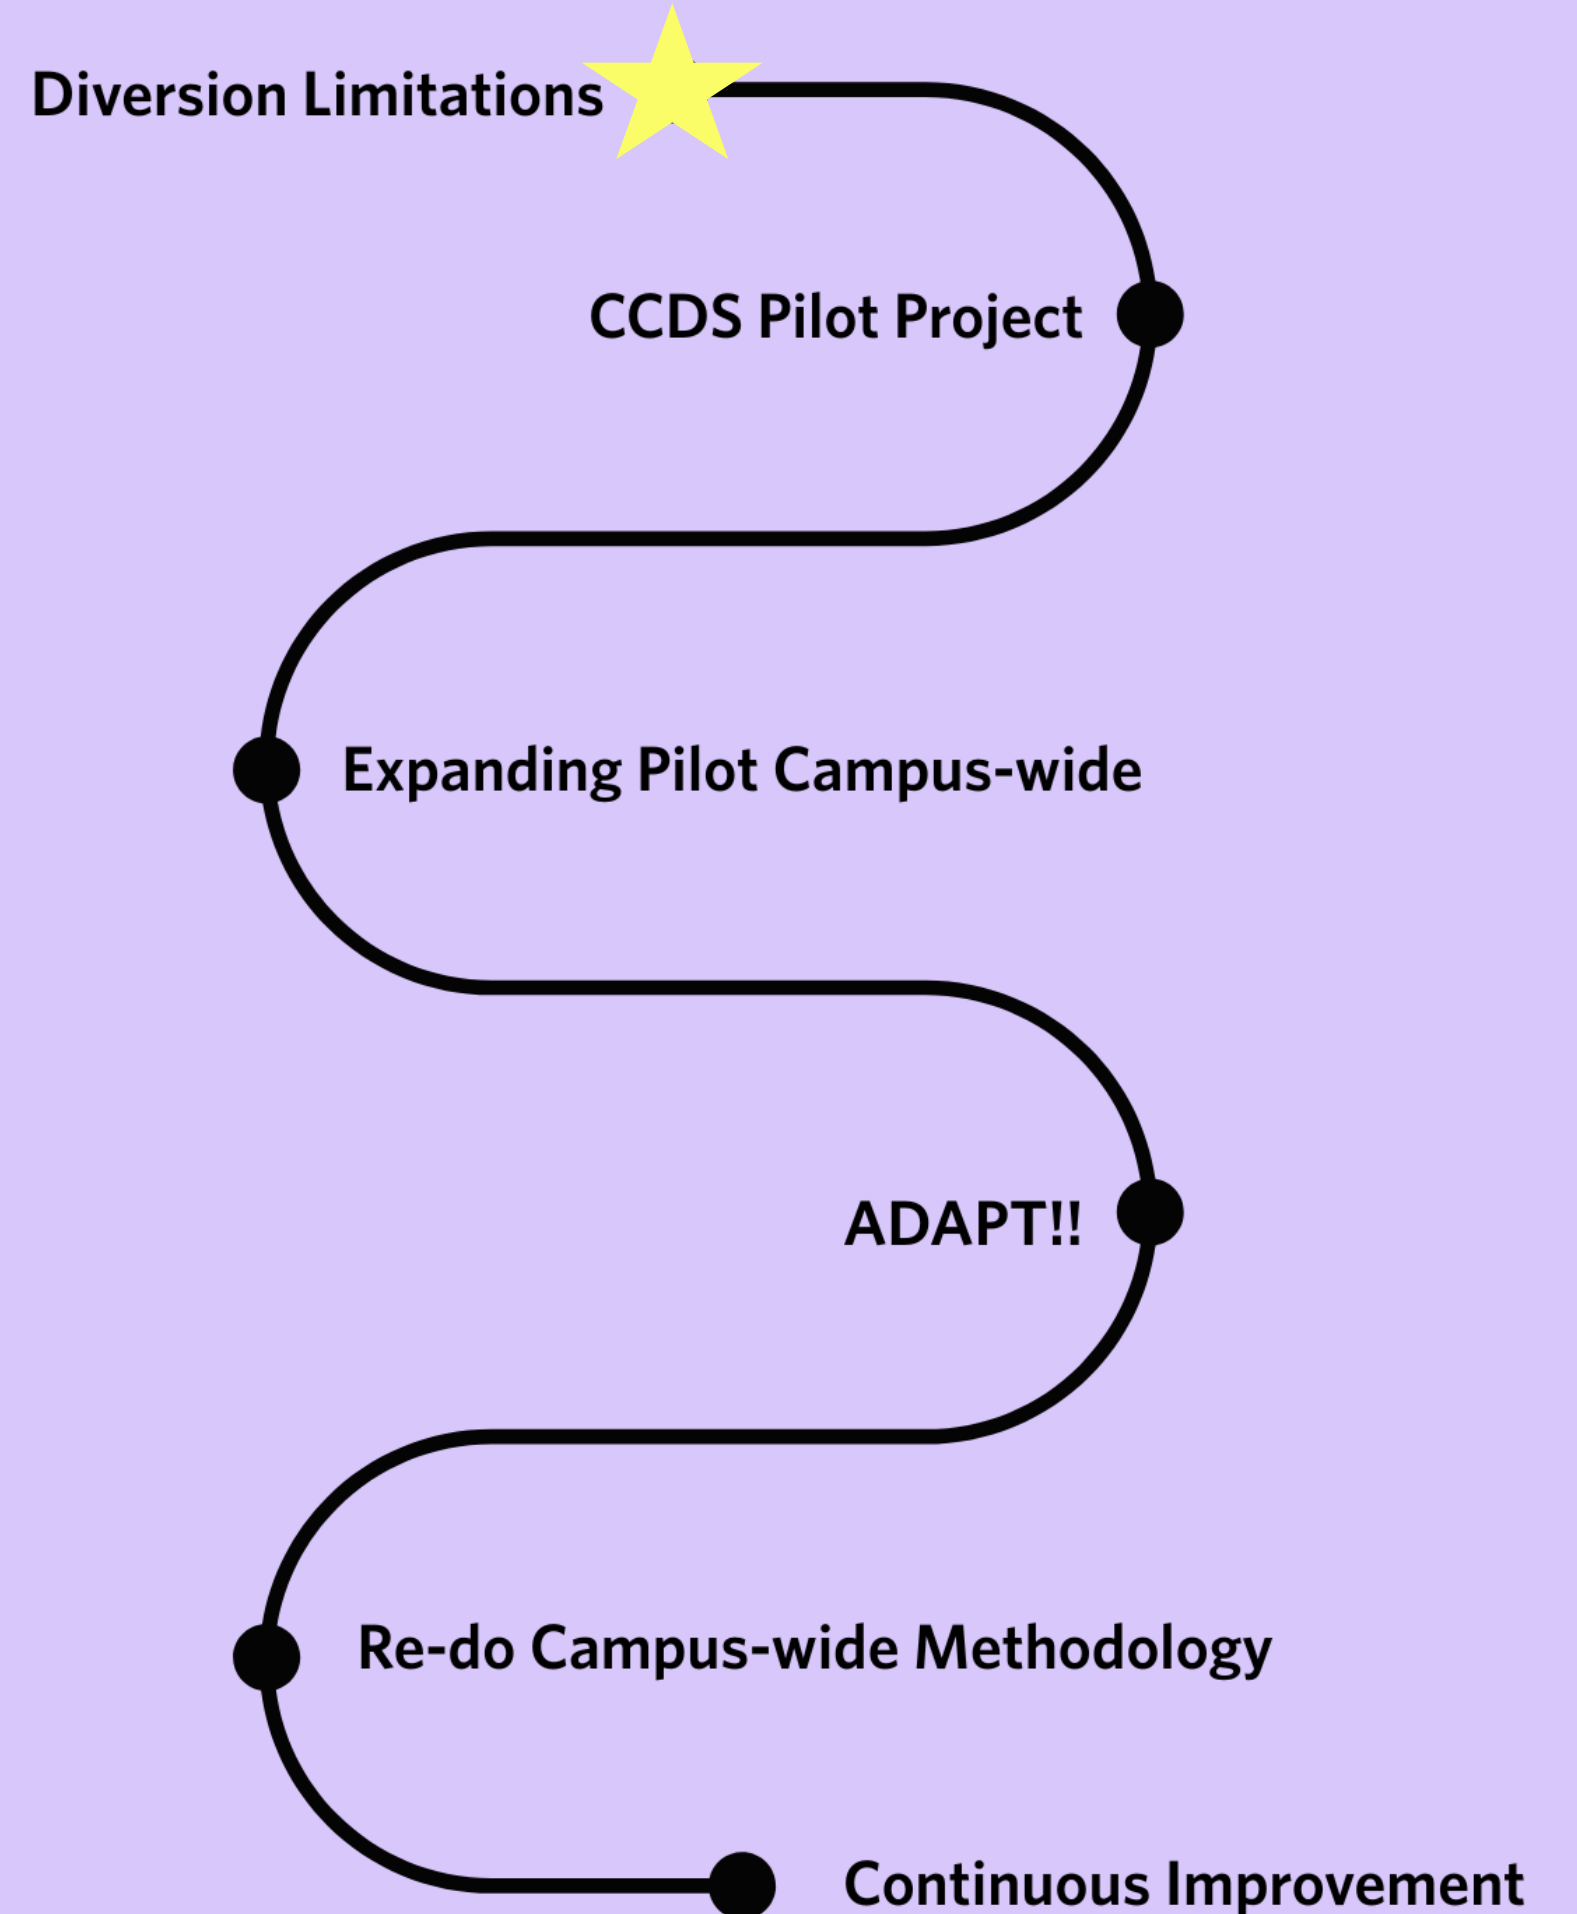 Diversion Limitations
CCDS Pilot Project
Expanding Pilot Campus-wide
ADAPT!!
Re-do Campus-wide Methodology
Continuous Improvement